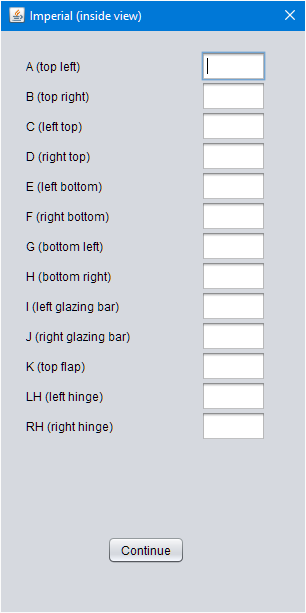 Imperial (inside view)
A (top left)
B (top right)
C (left top)
D (right top)
E (left bottom)
F (right bottom)
G (bottom left)
H (bottom right)
I (left glazing bar)
J (right glazing bar)
K (top flap)
LH (left hinge)
RH (right hinge)
Continue